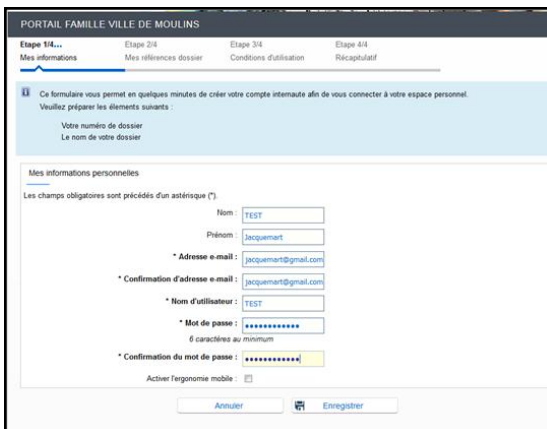 PORTAIL FAMILLE VILLE DE MOULINS
Etape 1/4... Etape 2/4 Etape 3/4 Etape 4/4
Mes informations Mes références dossier Conditions d'utilisation Récapitulatif
Ce formulaire vous permet en quelques minutes de créer votre compte internaute afin de vous connecter à votre espace personnel.
Veuillez préparer les élements suivants :
Votre numéro de dossier
Le nom de votre dossier
Mes informations personnelles
Les champs obligatoires sont précédés d'un astérisque (*).
Nom : TEST
Prénom : Jacquemart
* Adresse e-mail : jacquemart@gmail.com
* Confirmation d'adresse e-mail : jacquemart@gmail.com
* Nom d'utilisateur : TEST
* Mot de passe : ••••••••••••
6 caractères au minimum
* Confirmation du mot de passe : ••••••••••••
Activer l'ergonomie mobile :
Annuler Enregistrer